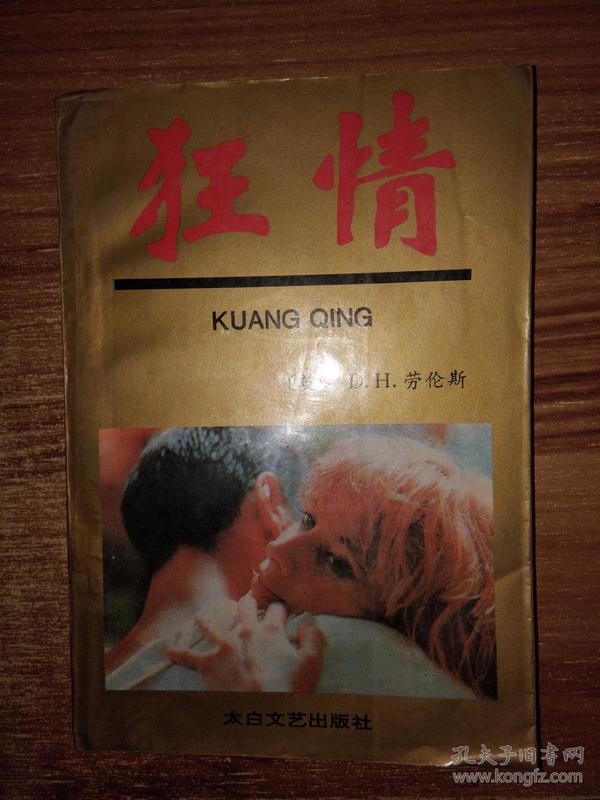 狂情
KUANG QING
D.H.劳伦斯
太白文艺出版社
孔夫子旧书网
www.kongfz.com